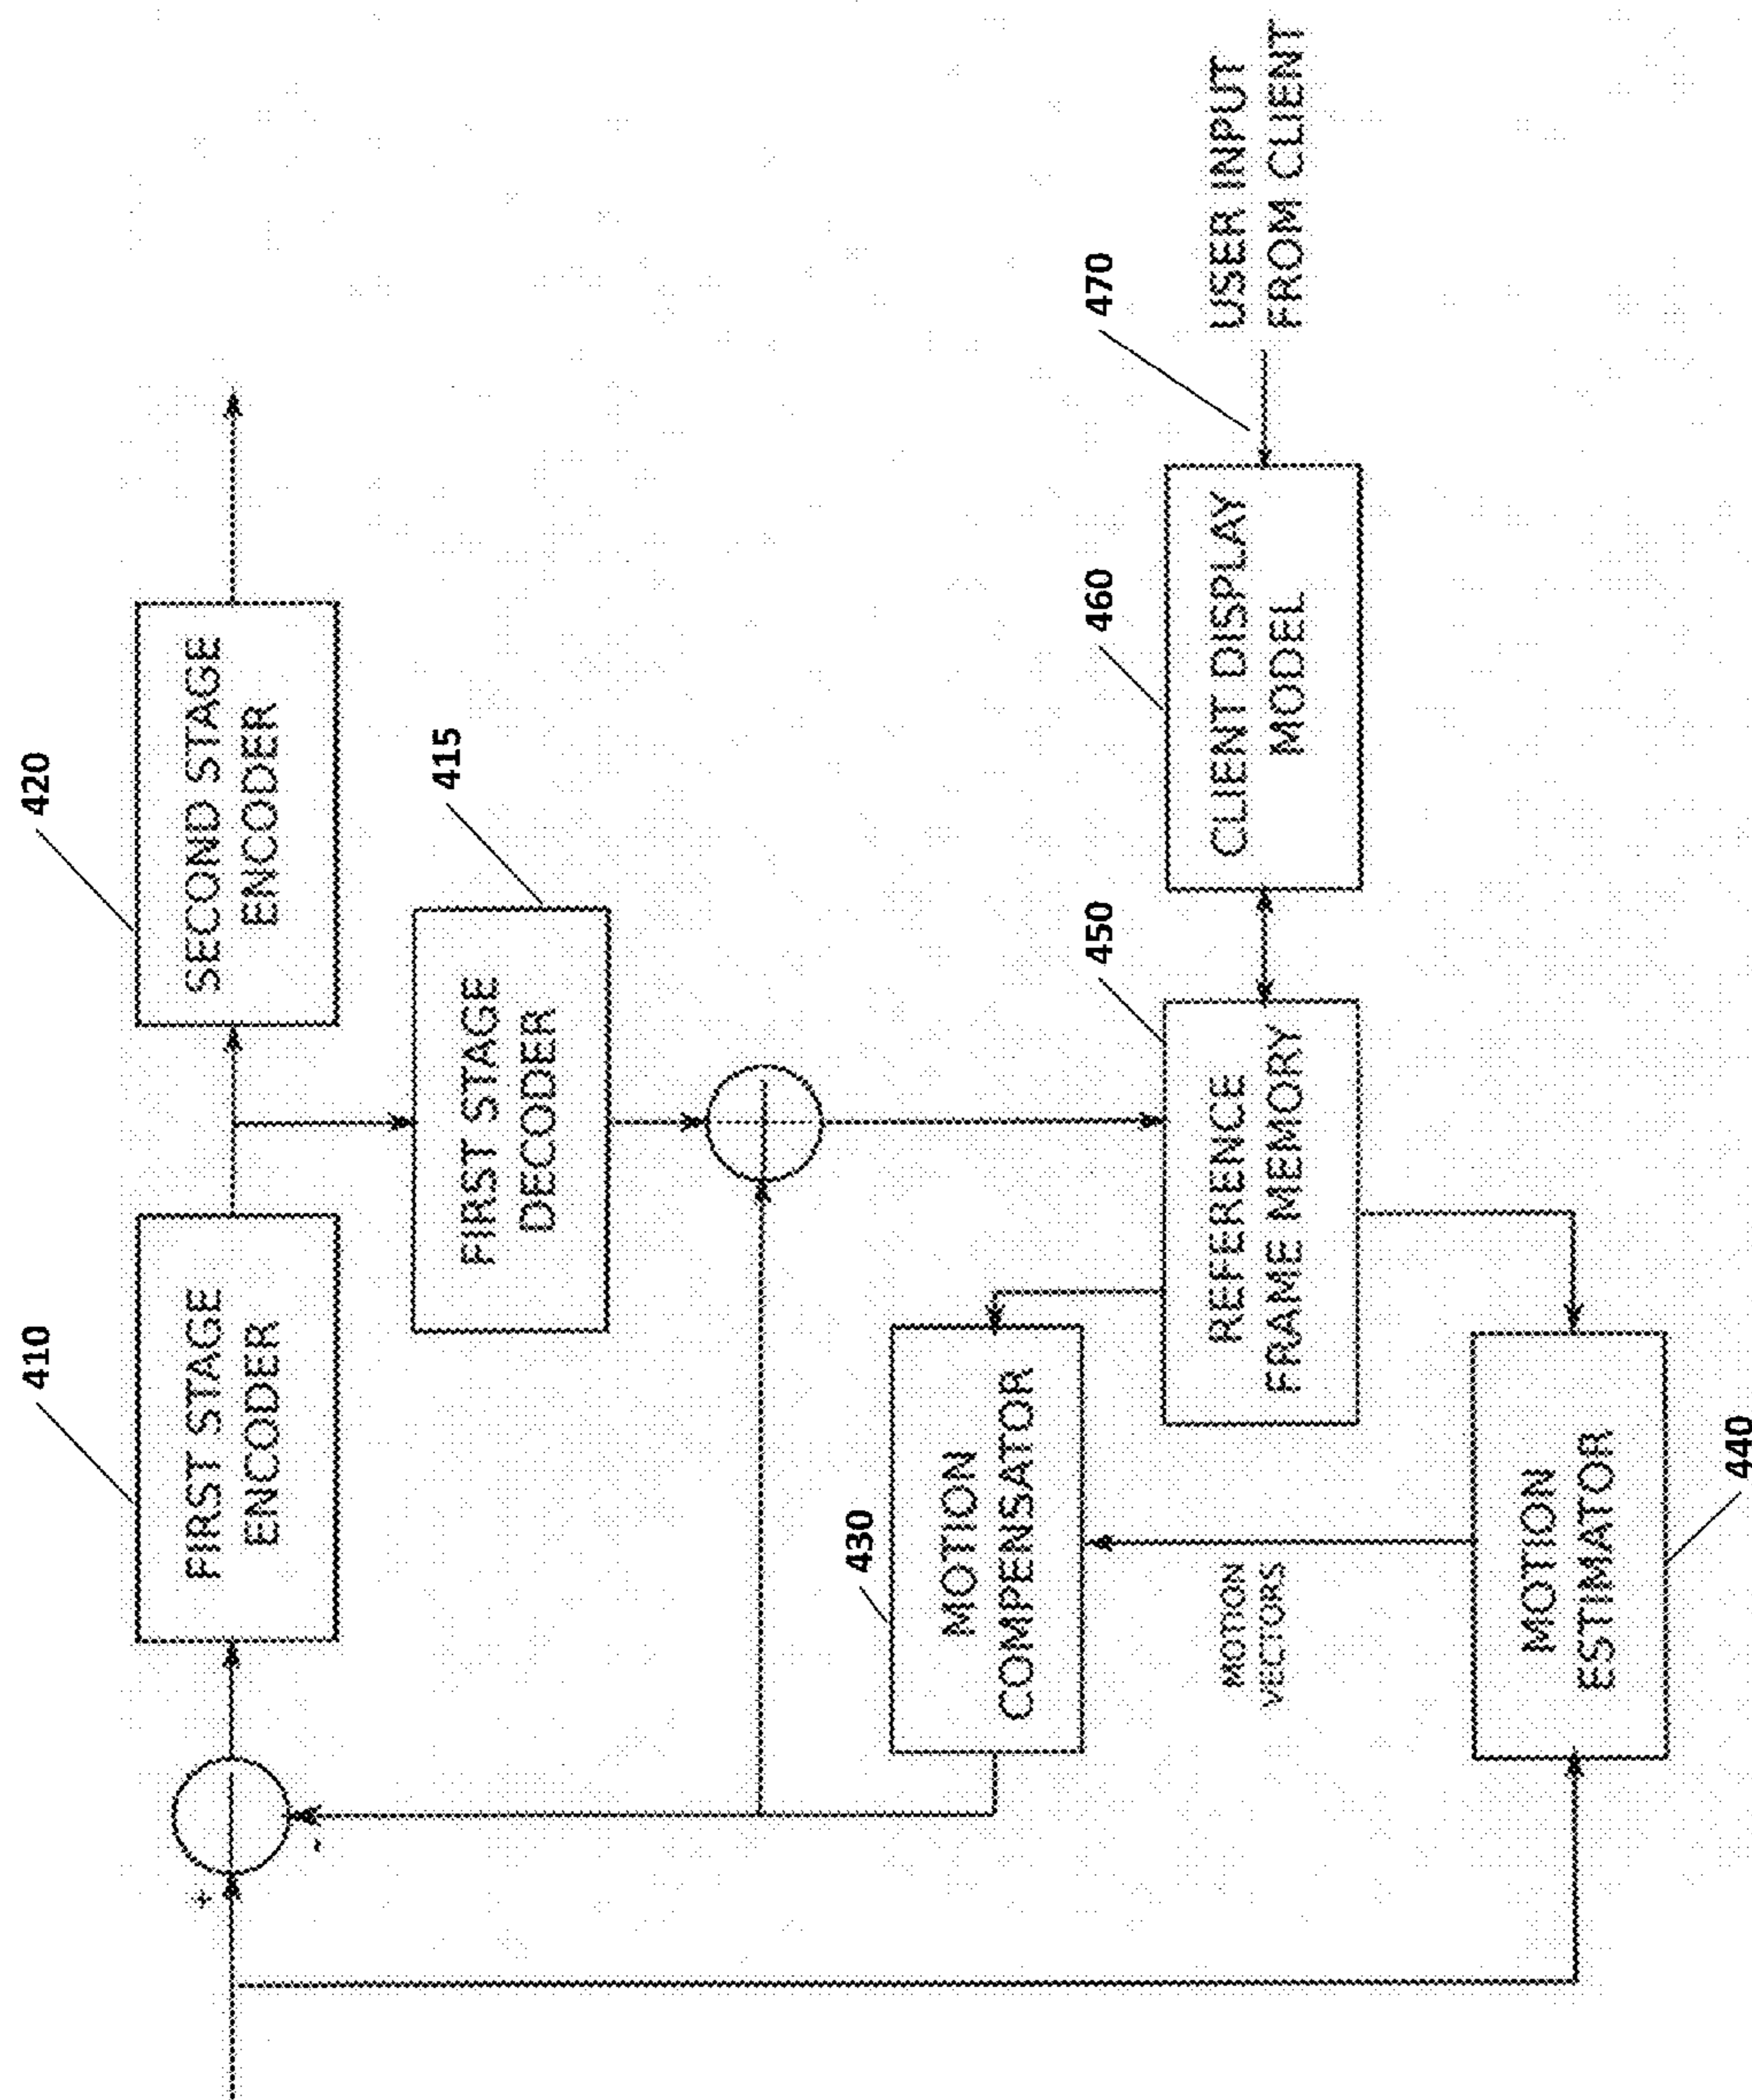 420
SECOND STAGE
ENCODER
410
FIRST STAGE
ENCODER
415
FIRST STAGE
DECODER
+
-
430
MOTION
COMPENSATOR
450
REFERENCE
FRAME MEMORY
460
CLIENT DISPLAY
MODEL
470
USER INPUT
FROM CLIENT
MOTION
VECTORS
MOTION
ESTIMATOR
440